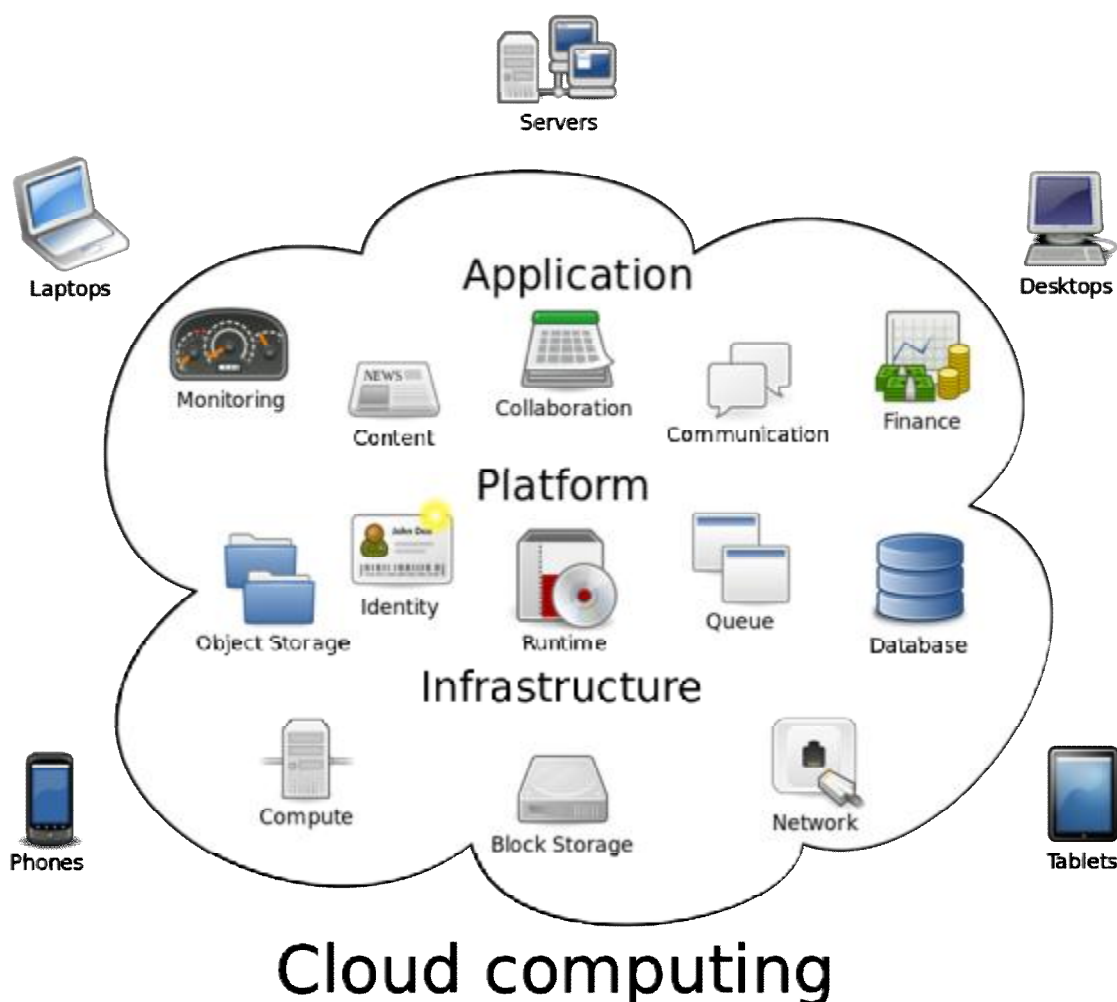 Servers
Laptops
Desktops
Application
Monitoring
Content
Collaboration
Communication
Finance
Platform
NEWS
John Doe
Object Storage
Identity
Runtime
Queue
Database
Infrastructure
Compute
Block Storage
Network
Phones
Tablets
Cloud computing